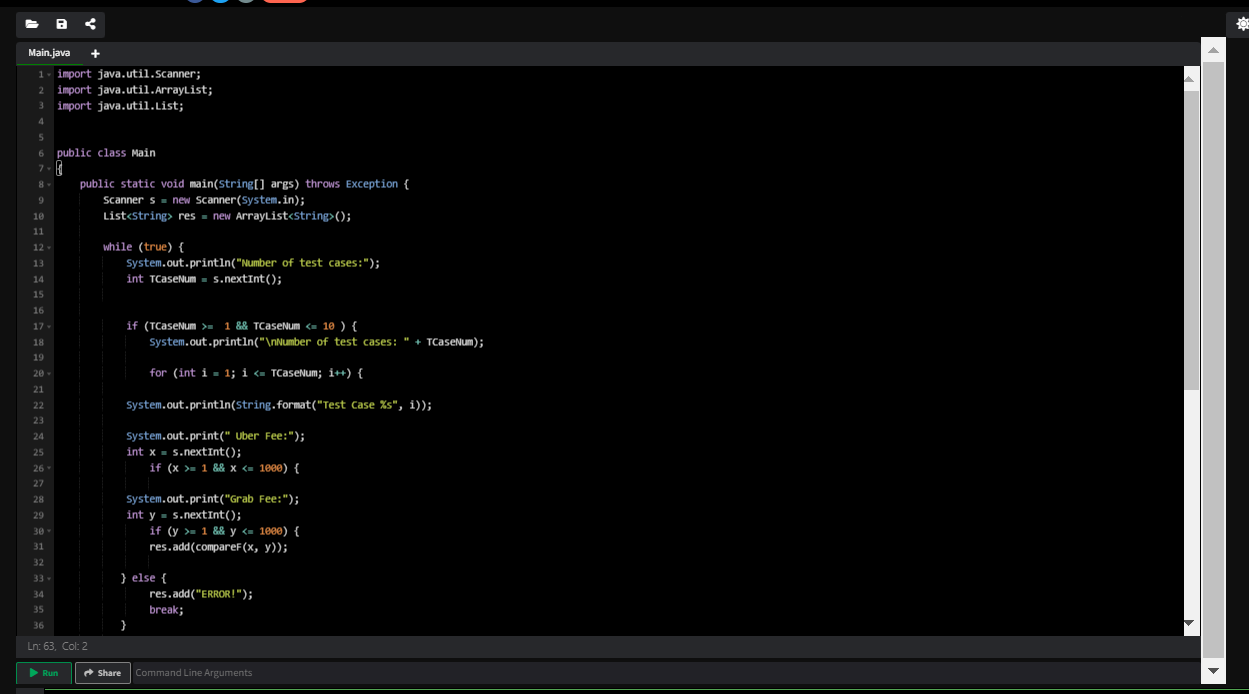 Main.java +
1 import java.util.Scanner;
2 import java.util.ArrayList;
3 import java.util.List;
4
5
6 public class Main
7 {
8 public static void main(String[] args) throws Exception {
9 Scanner s = new Scanner(System.in);
10 List<String> res = new ArrayList<String>();
11
12 while (true) {
13 System.out.println("Number of test cases:");
14 int TCaseNum = s.nextInt();
15
16
17 if (TCaseNum >=  1 && TCaseNum <= 10 ) {
18 System.out.println("\nNumber of test cases: " + TCaseNum);
19
20 for (int i = 1; i <= TCaseNum; i++) {
21
22 System.out.println(String.format("Test Case %s", i));
23
24 System.out.print(" Uber Fee:");
25 int x = s.nextInt();
26 if (x >= 1 && x <= 1000) {
27
28 System.out.print("Grab Fee:");
29 int y = s.nextInt();
30 if (y >= 1 && y <= 1000) {
31 res.add(compareF(x, y));
32
33 } else {
34 res.add("ERROR!");
35 break;
36 }
Ln: 63, Col: 2
Run Share Command Line Arguments